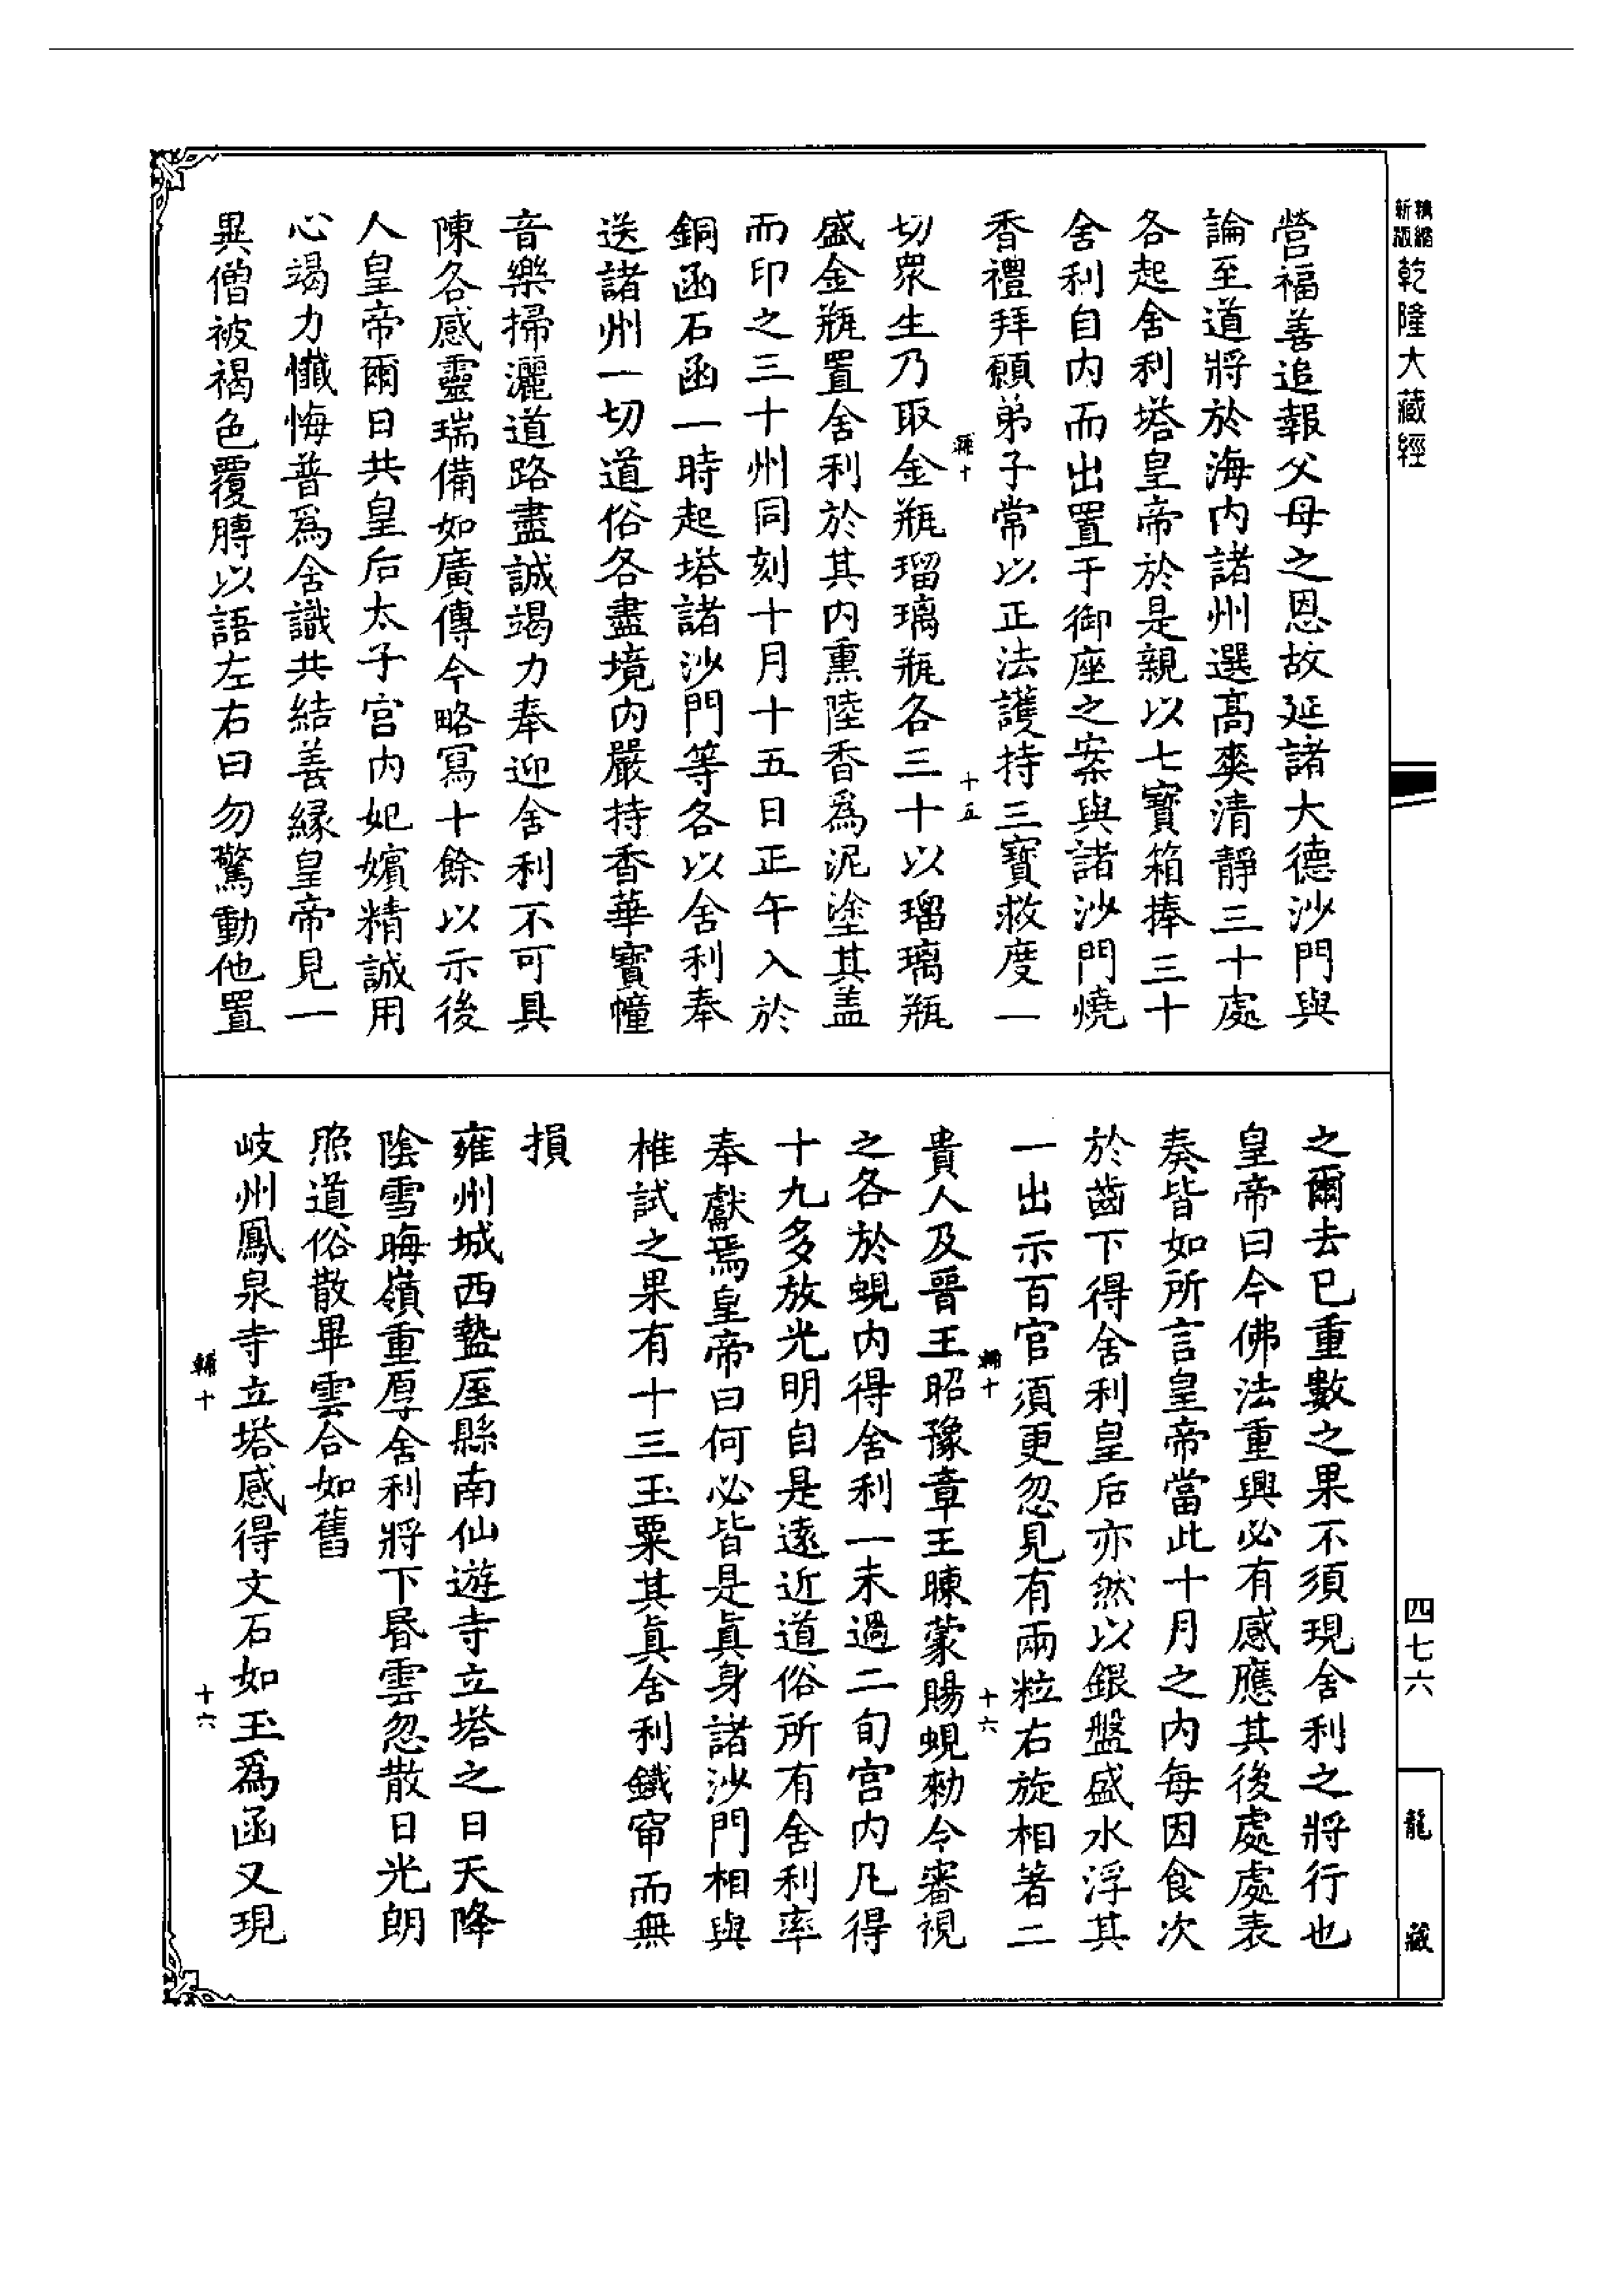 精縮新版乾隆大藏經
營福善追報父母之恩故延諸大德沙門與
論至道將於海内諸州選高爽清靜三十處
各起舍利塔皇帝於是親以七寶箱捧三十
舍利自内而出置于御座之案與諸沙門燒
香禮拜願弟子常以正法護持三寶救度一
輔十 十五
切衆生乃取金瓶瑠璃瓶各三十以瑠璃瓶
盛金瓶置舍利於其内熏陸香爲泥塗其盖
而印之三十州同刻十月十五日正午入於
銅函石函一時起塔諸沙門等各以舍利奉
送諸州一切道俗各盡境内嚴持香華寶幢
音樂掃灑道路盡誠竭力奉迎舍利不可具
陳各感靈瑞備如廣傳今略寫十餘以示後
人皇帝爾日共皇后太子宮内妃嬪精誠用
心竭力懺悔普爲舍識共結善緣皇帝見一
異僧被褐色覆膊以語左右曰勿驚動他置
之爾去已重數之果不須現舍利之將行也
皇帝曰今佛法重興必有感應其後處處表
奏皆如所言皇帝當此十月之内每因食次
於齒下得舍利皇后亦然以銀盤盛水浮其
一出示百官須更忽見有兩粒右旋相著二
輔十 十六
貴人及晉王昭豫章王暕蒙賜蜆勑令審視
之各於蜆内得舍利一未過二旬宮内凡得
十九多放光明自是遠近道俗所有舍利率
奉獻焉皇帝曰何必皆是眞身諸沙門相與
椎試之果有十三玉粟其眞舍利鐵䆿而無
損
雍州城西盩厔縣南仙遊寺立塔之日天降
陰雪晦嶺重厚舍利將下昏雲忽散日光朗
照道俗散畢雲合如舊
岐州鳳泉寺立塔感得文石如玉爲函又現
輔十 十六
四七六
龍藏